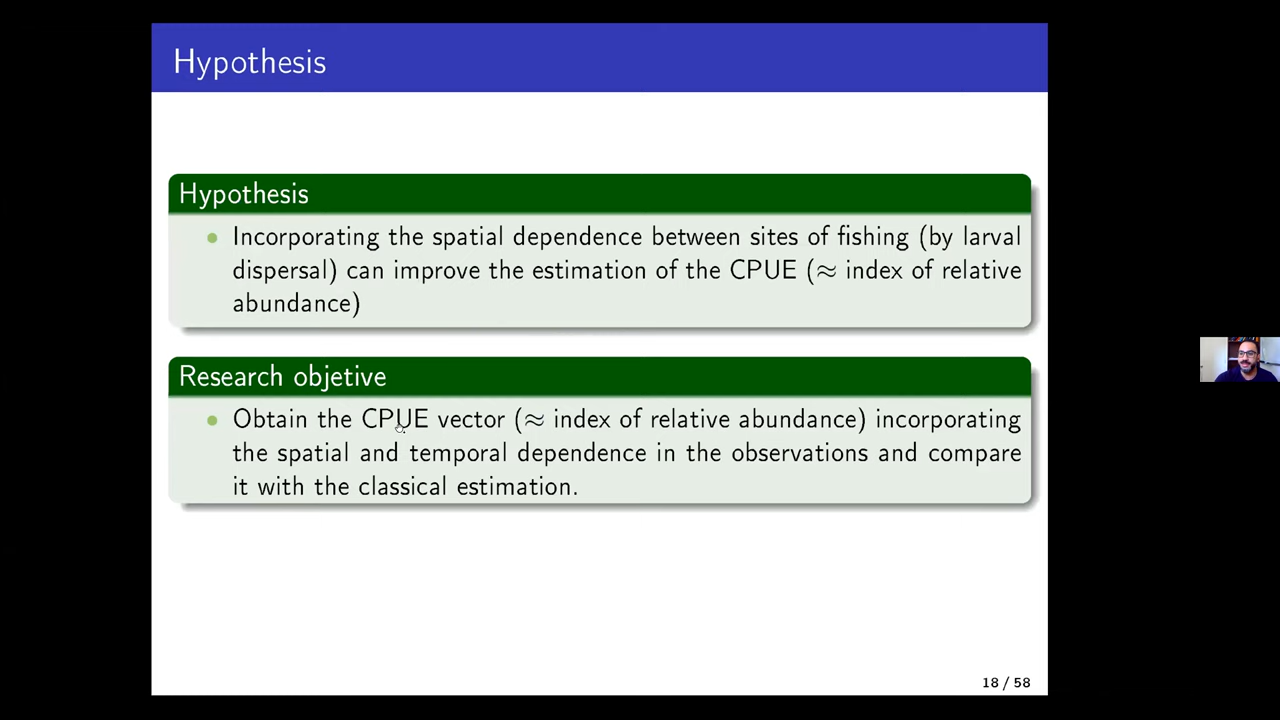 Hypothesis
Hypothesis
• Incorporating the spatial dependence between sites of fishing (by larval
dispersal) can improve the estimation of the CPUE (≈ index of relative
abundance)
Research objetive
• Obtain the CPUE vector (≈ index of relative abundance) incorporating
the spatial and temporal dependence in the observations and compare
it with the classical estimation.
18 / 58